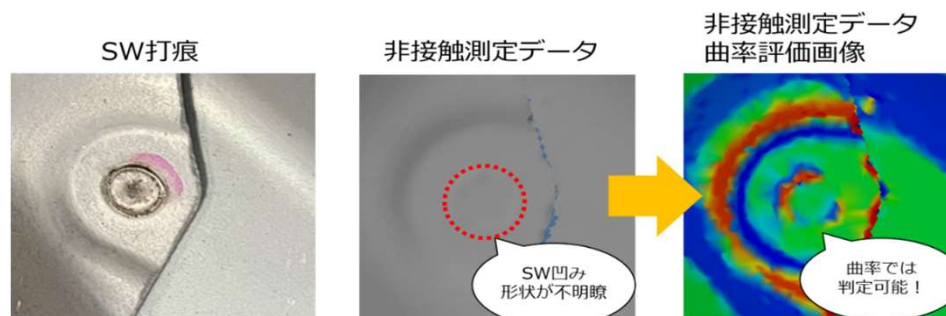 SW打痕
非接触測定データ
非接触測定データ
曲率評価画像
SW凹み
形状が不明瞭
曲率では
判定可能！